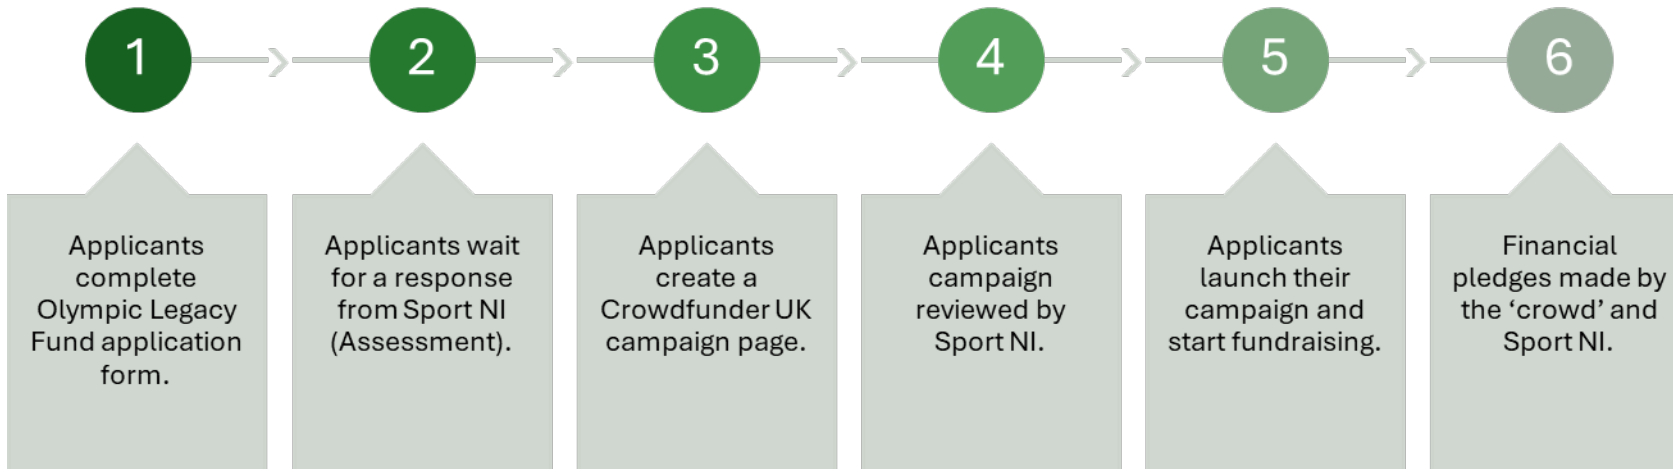 1
2
3
4
5
6
Applicants
complete
Olympic Legacy
Fund application
form.
Applicants wait
for a response
from Sport NI
(Assessment).
Applicants
create a
Crowdfunder UK
campaign page.
Applicants
campaign
reviewed by
Sport NI.
Applicants
launch their
campaign and
start fundraising.
Financial
pledges made by
the ‘crowd’ and
Sport NI.